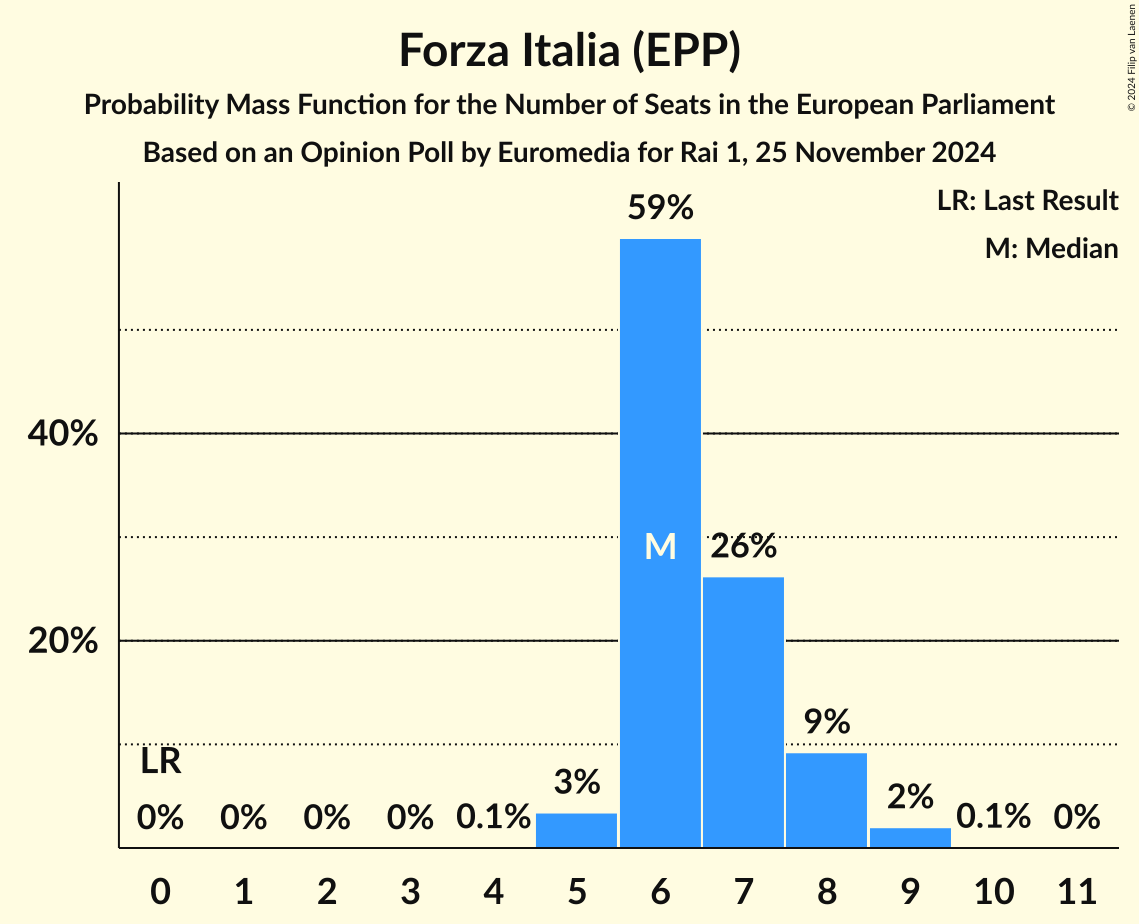 Forza Italia (EPP)
Probability Mass Function for the Number of Seats in the European Parliament
Based on an Opinion Poll by Euromedia for Rai 1, 25 November 2024
© 2024 Filip van Laenen
LR: Last Result
M: Median
59%
40%
M
26%
20%
9%
LR
3%
2%
0% 0% 0% 0% 0.1% 0.1% 0%
0 1 2 3 4 5 6 7 8 9 10 11